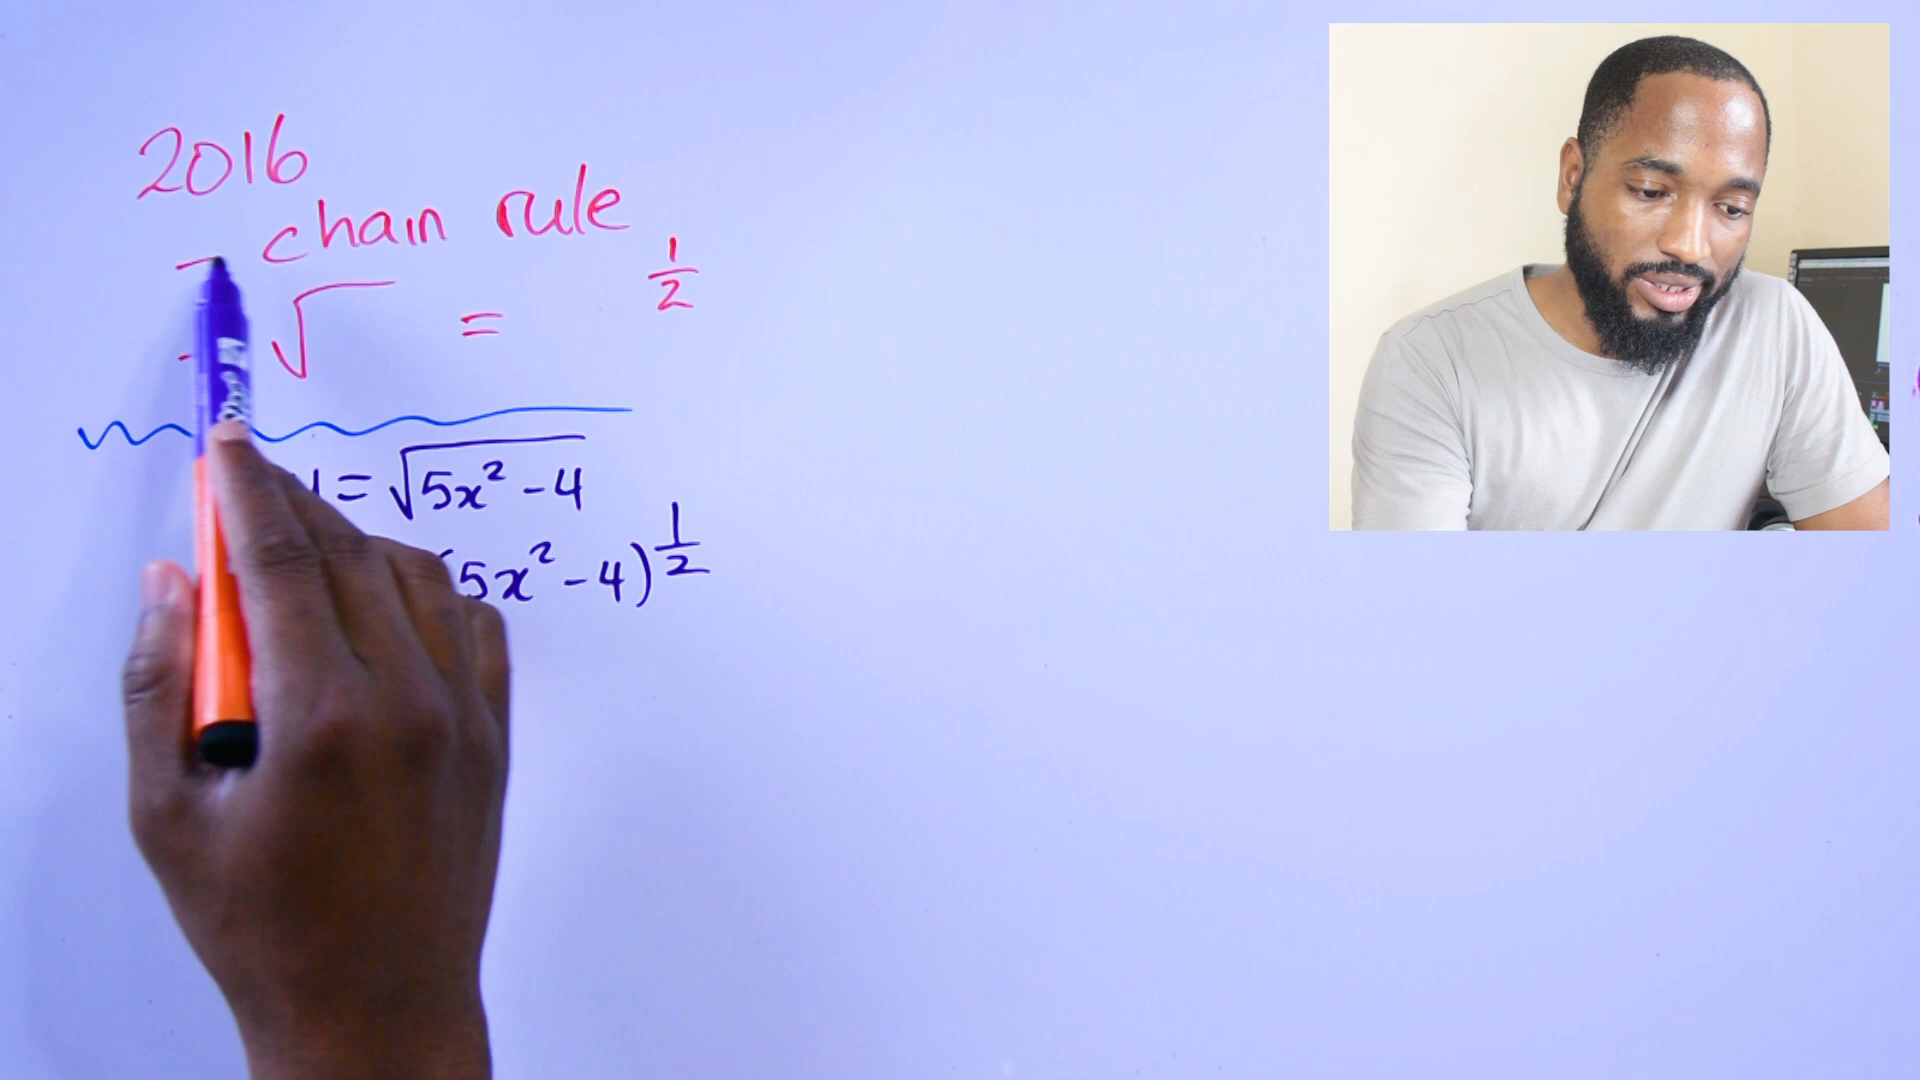 2016
- chain rule
- √ = 1/2
y = √5x² - 4
(5x² - 4)^1/2